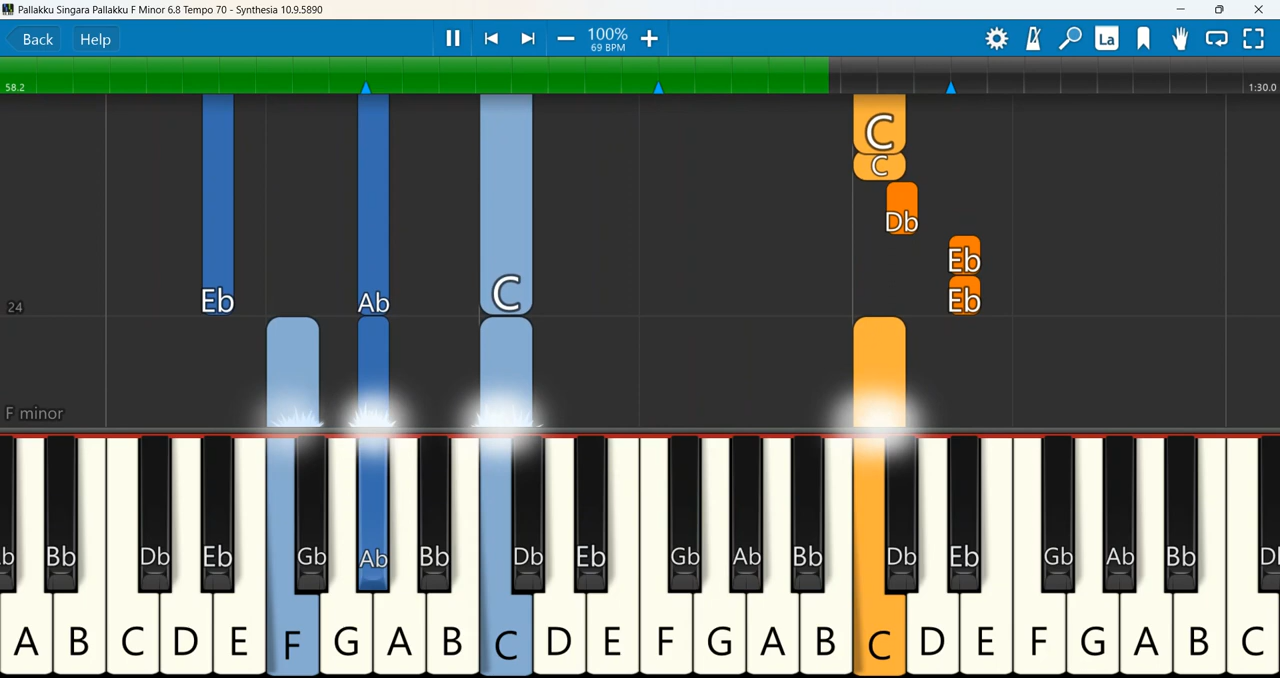 Pallakku Singara Pallakku F Minor 6.8 Tempo 70 - Synthesia 10.9.5890
Back Help 100% La
69 BPM
58.2 1:30.0
C
C
Db
Eb
Eb Ab C Eb
24
F minor
Bb Db Eb Gb Ab Bb Db Eb Gb Ab Bb Db Eb Gb Ab Bb
A B C D E F G A B C D E F G A B C D E F G A B C